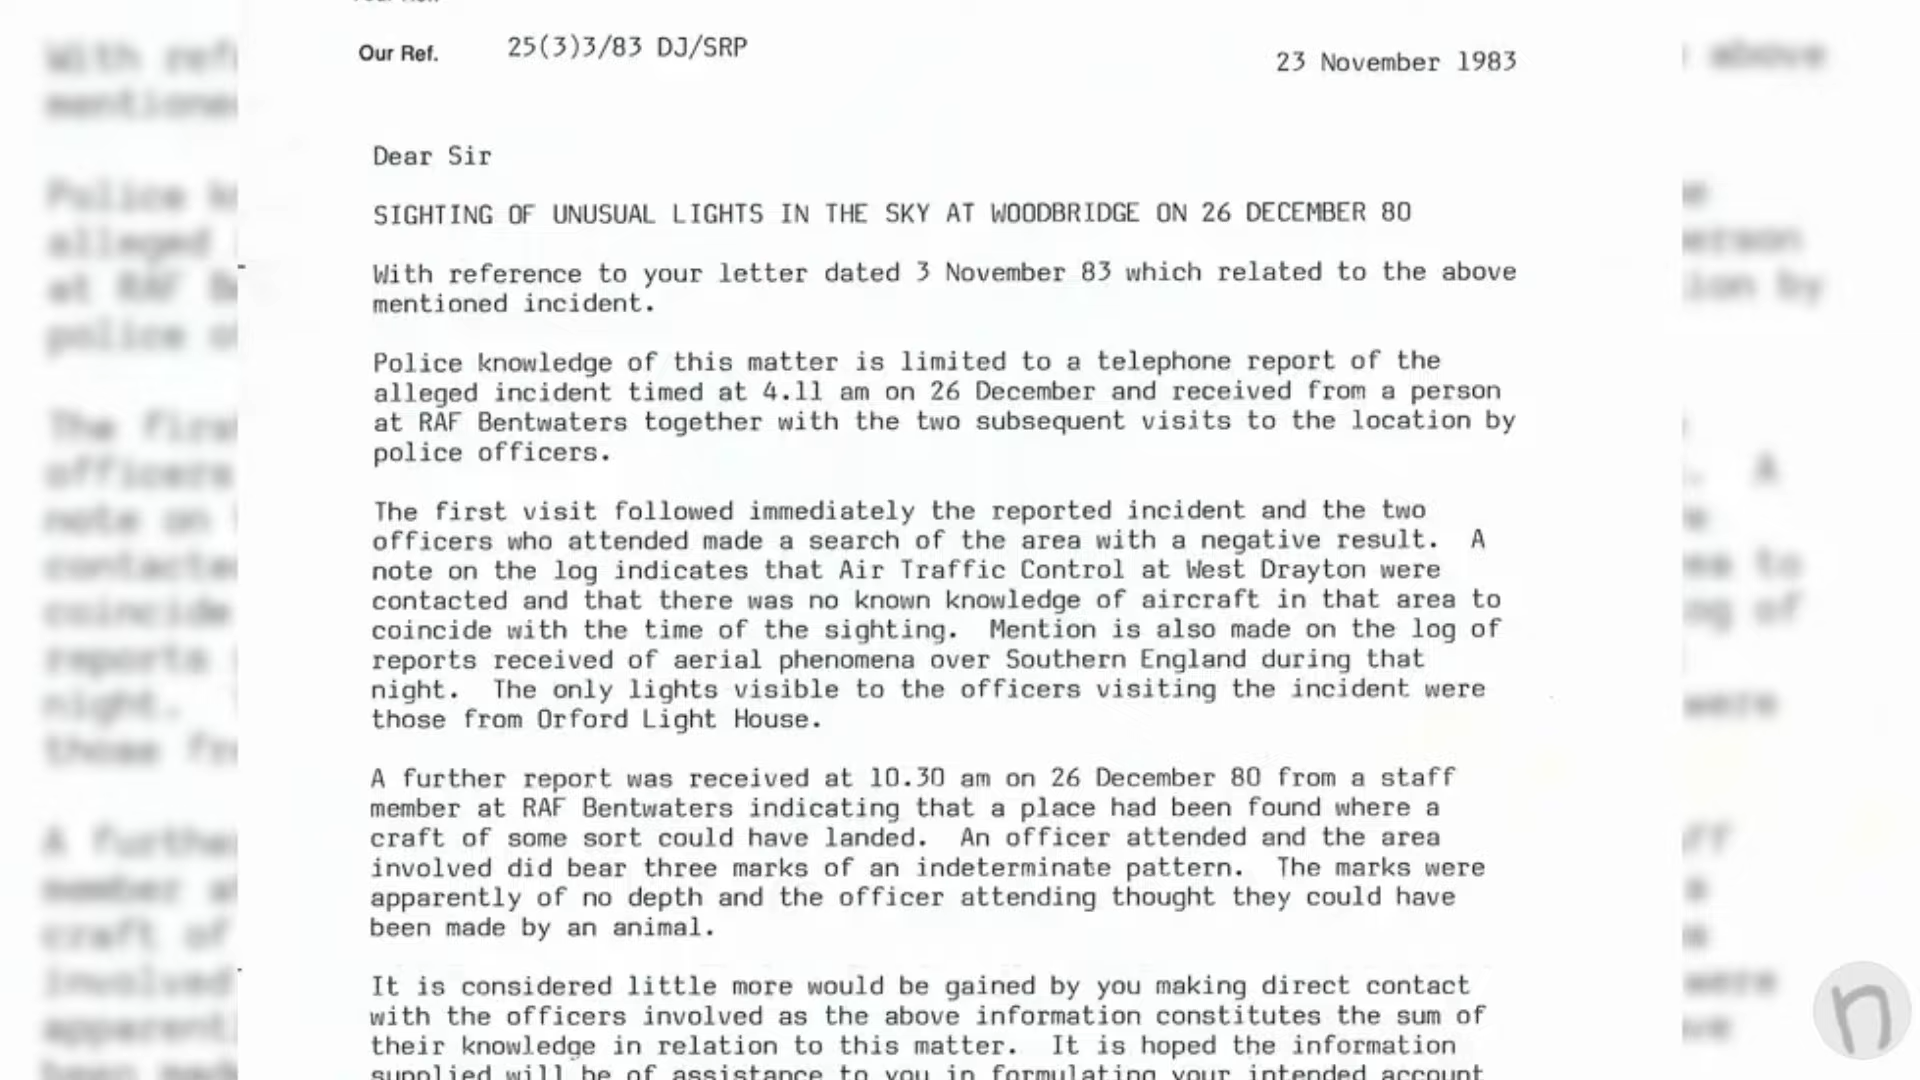 Our Ref. 25(3)3/83 DJ/SRP
23 November 1983
Dear Sir
SIGHTING OF UNUSUAL LIGHTS IN THE SKY AT WOODBRIDGE ON 26 DECEMBER 80
With reference to your letter dated 3 November 83 which related to the above
mentioned incident.
Police knowledge of this matter is limited to a telephone report of the
alleged incident timed at 4.11 am on 26 December and received from a person
at RAF Bentwaters together with the two subsequent visits to the location by
police officers.
The first visit followed immediately the reported incident and the two
officers who attended made a search of the area with a negative result. A
note on the log indicates that Air Traffic Control at West Drayton were
contacted and that there was no known knowledge of aircraft in that area to
coincide with the time of the sighting. Mention is also made on the log of
reports received of aerial phenomena over Southern England during that
night. The only lights visible to the officers visiting the incident were
those from Orford Light House.
A further report was received at 10.30 am on 26 December 80 from a staff
member at RAF Bentwaters indicating that a place had been found where a
craft of some sort could have landed. An officer attended and the area
involved did bear three marks of an indeterminate pattern. The marks were
apparently of no depth and the officer attending thought they could have
been made by an animal.
It is considered little more would be gained by you making direct contact
with the officers involved as the above information constitutes the sum of
their knowledge in relation to this matter. It is hoped the information
supplied will be of assistance to you in formulating your intended account
n